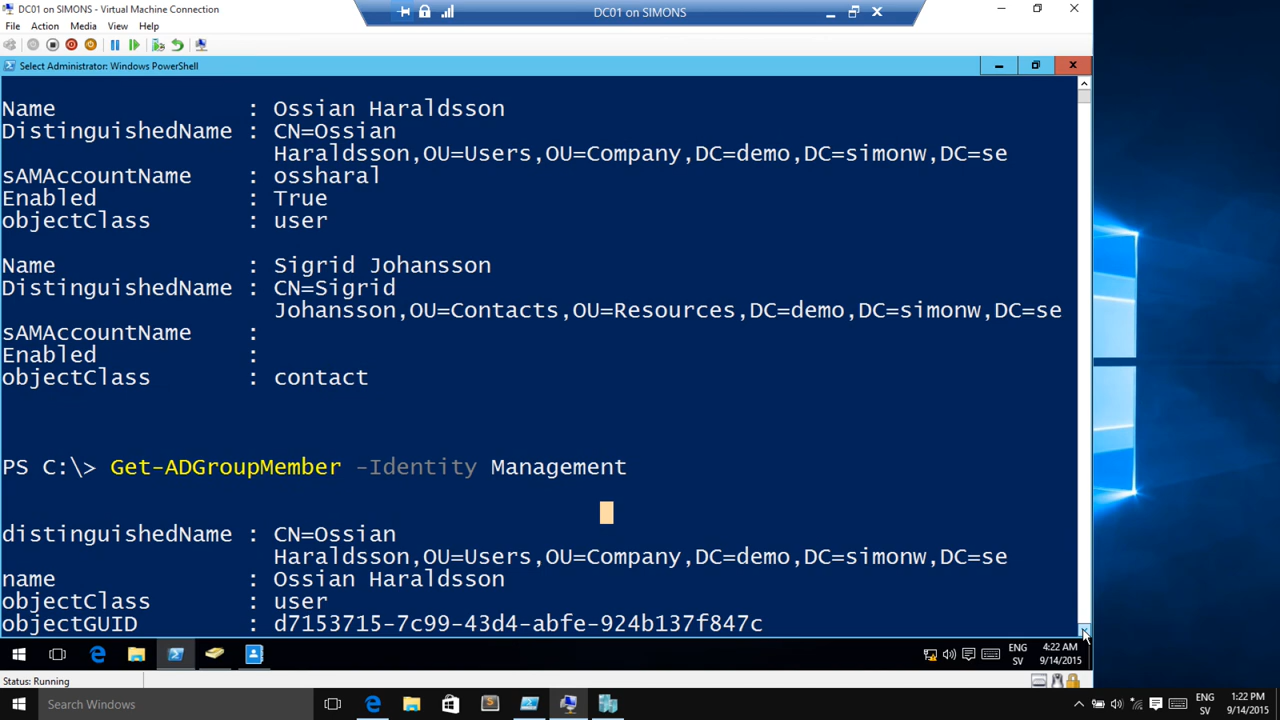 DC01 on SIMONS - Virtual Machine Connection
DC01 on SIMONS
File Action Media View Help
Select Administrator: Windows PowerShell
Name : Ossian Haraldsson
DistinguishedName : CN=Ossian
Haraldsson,OU=Users,OU=Company,DC=demo,DC=simonw,DC=se
sAMAccountName : ossharal
Enabled : True
objectClass : user
Name : Sigrid Johansson
DistinguishedName : CN=Sigrid
Johansson,OU=Contacts,OU=Resources,DC=demo,DC=simonw,DC=se
sAMAccountName :
Enabled :
objectClass : contact
PS C:\> Get-ADGroupMember -Identity Management
distinguishedName : CN=Ossian
Haraldsson,OU=Users,OU=Company,DC=demo,DC=simonw,DC=se
name : Ossian Haraldsson
objectClass : user
objectGUID : d7153715-7c99-43d4-abfe-924b137f847c
ENG 4:22 AM
SV 9/14/2015
Status: Running
Search Windows
ENG 1:22 PM
SV 9/14/2015